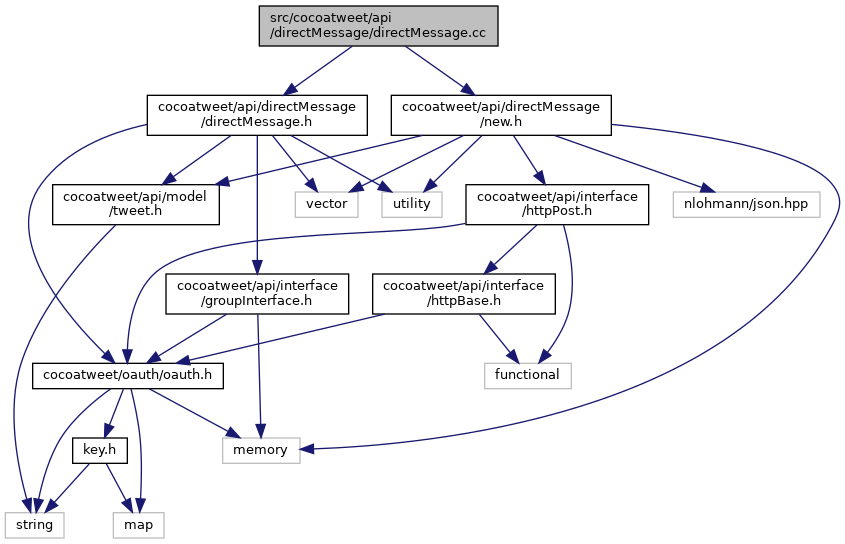 src/cocoatweet/api
/directMessage/directMessage.cc
cocoatweet/api/directMessage
/directMessage.h
cocoatweet/api/directMessage
/new.h
cocoatweet/api/model
/tweet.h
vector
utility
cocoatweet/api/interface
/httpPost.h
nlohmann/json.hpp
cocoatweet/api/interface
/groupInterface.h
cocoatweet/api/interface
/httpBase.h
cocoatweet/oauth/oauth.h
functional
key.h
memory
string
map